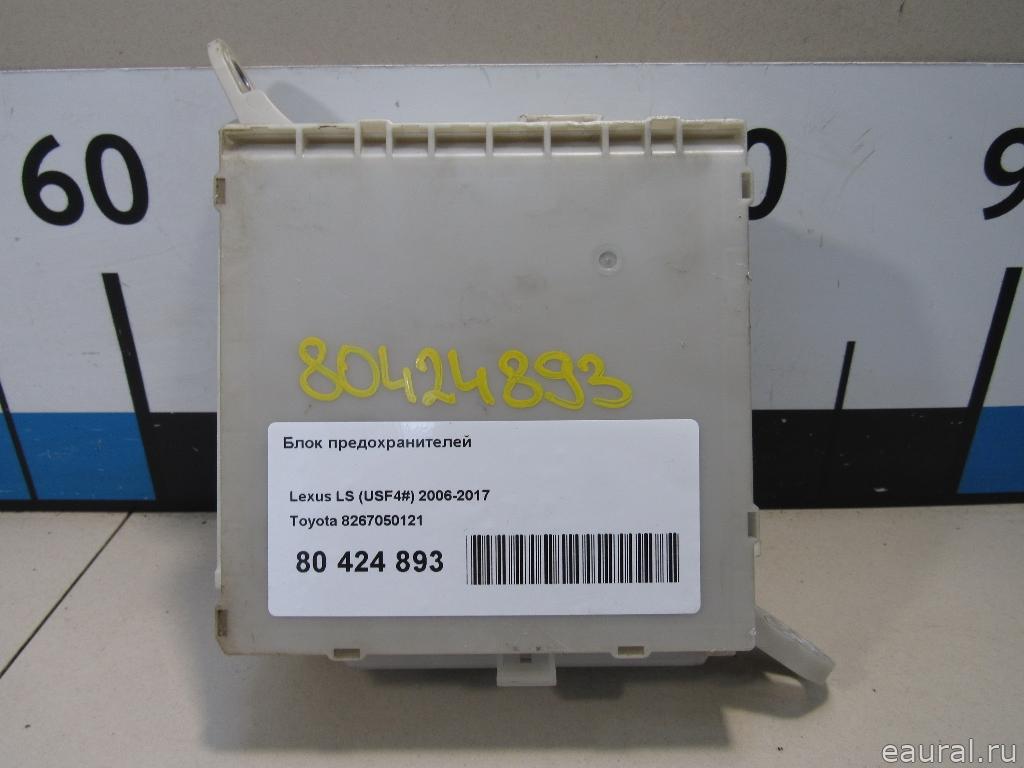 60
0
9
80424893
Блок предохранителей
Lexus LS (USF4#) 2006-2017
Toyota 8267050121
80 424 893
eaural.ru